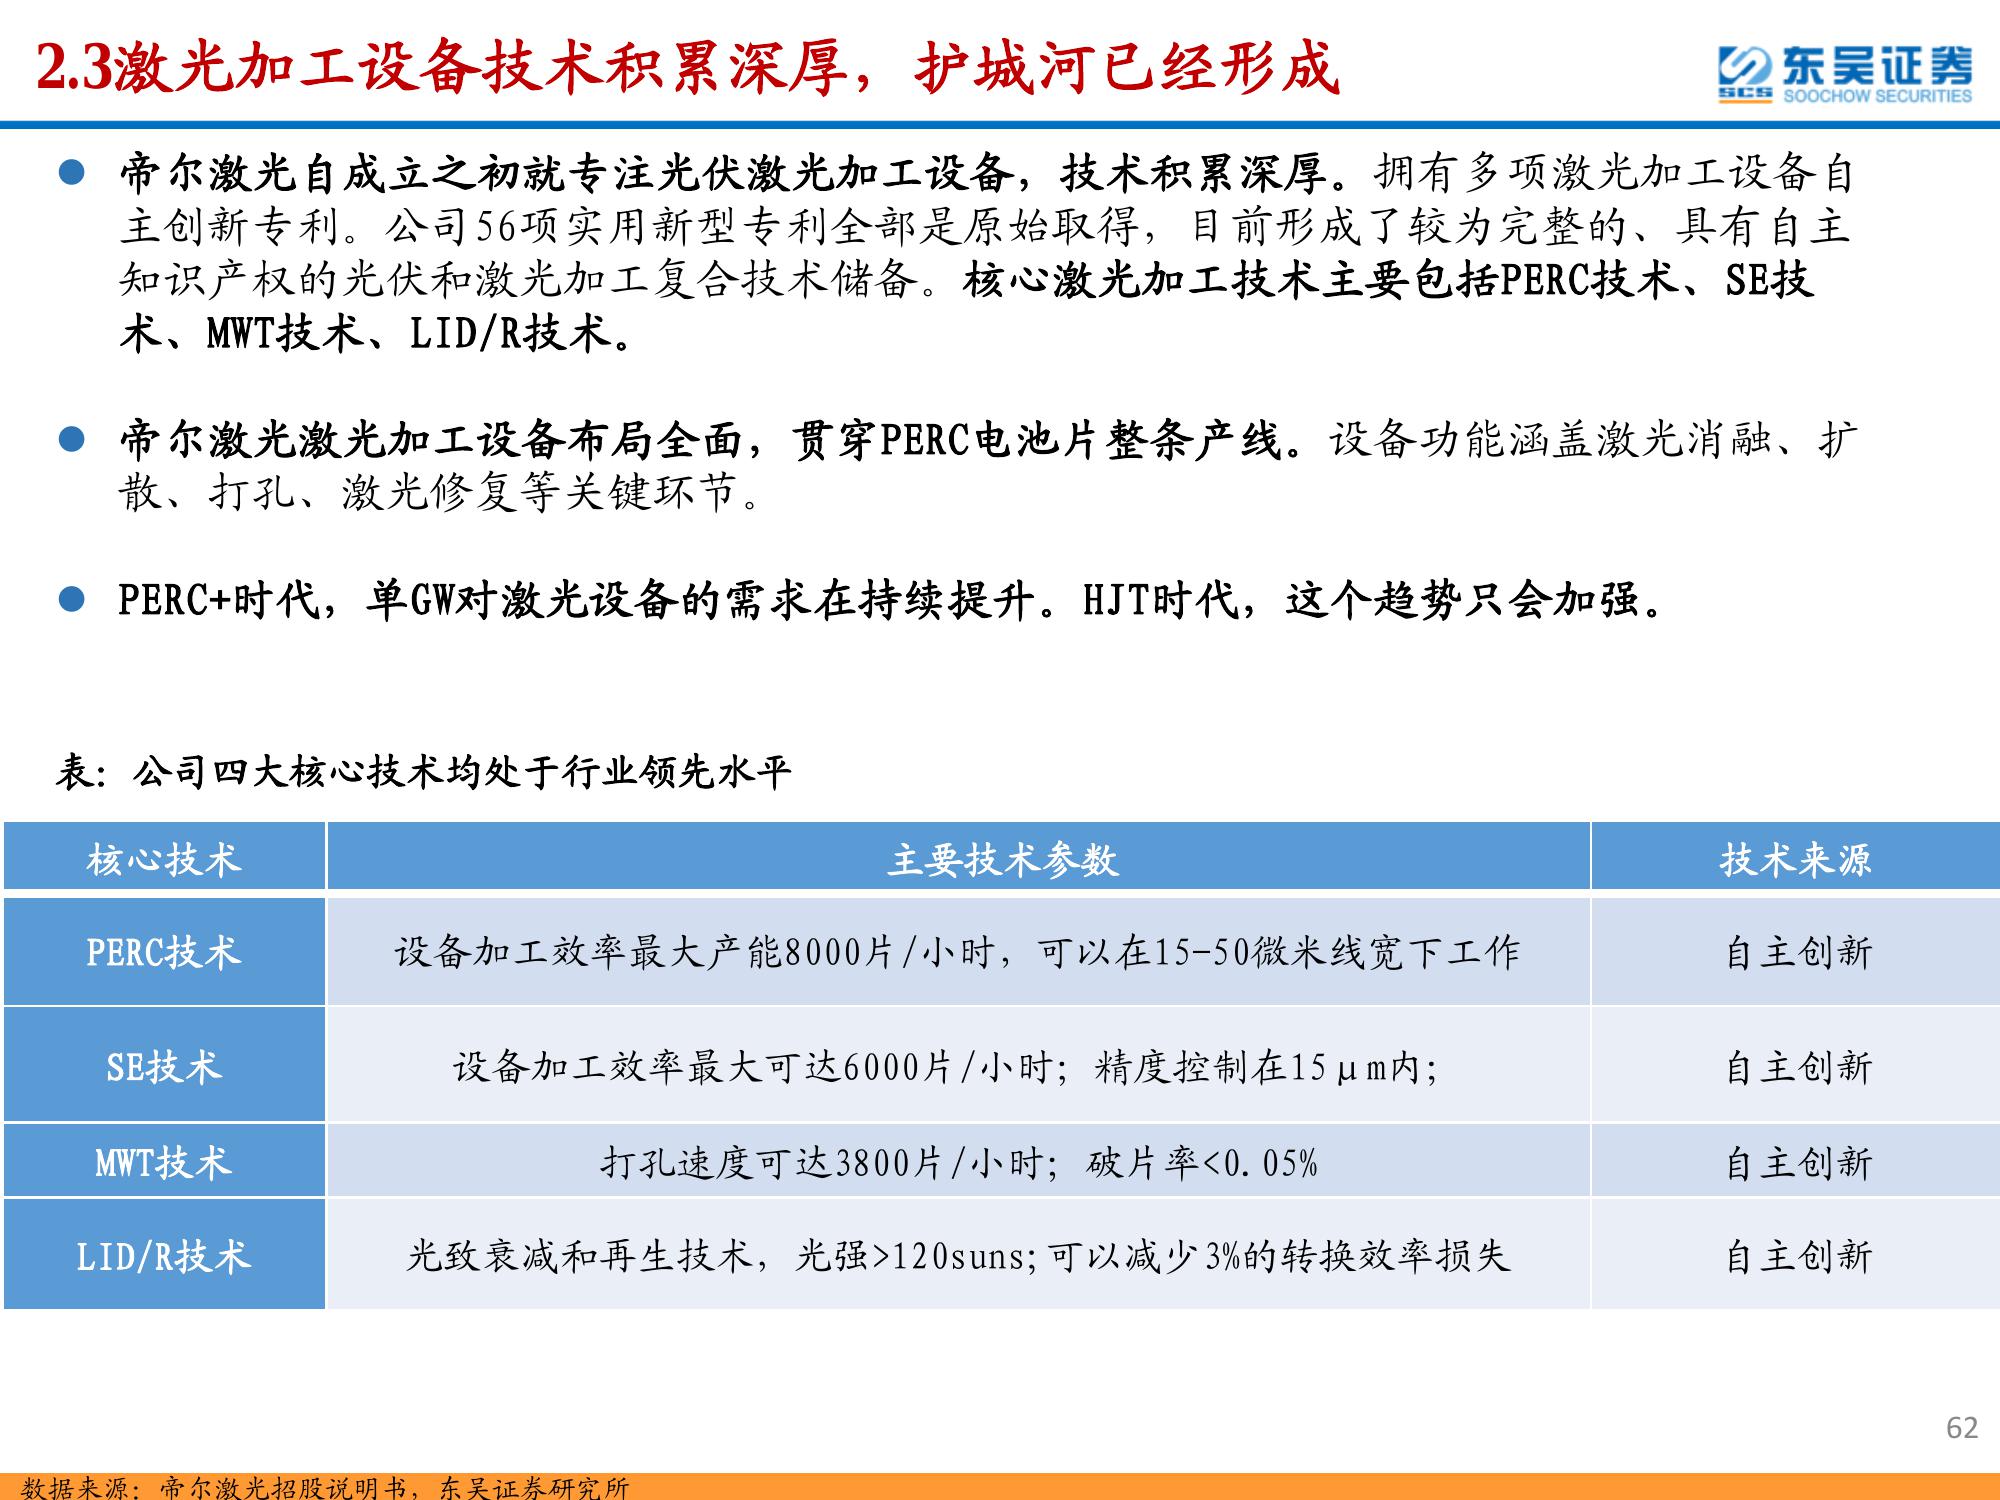 2.3激光加工设备技术积累深厚，护城河已经形成
东吴证券
SCS SOOCHOW SECURITIES
● 帝尔激光自成立之初就专注光伏激光加工设备，技术积累深厚。拥有多项激光加工设备自
主创新专利。公司56项实用新型专利全部是原始取得，目前形成了较为完整的、具有自主
知识产权的光伏和激光加工复合技术储备。核心激光加工技术主要包括PERC技术、SE技
术、MWT技术、LID/R技术。
● 帝尔激光激光加工设备布局全面，贯穿PERC电池片整条产线。设备功能涵盖激光消融、扩
散、打孔、激光修复等关键环节。
● PERC+时代，单GW对激光设备的需求在持续提升。HJT时代，这个趋势只会加强。
表：公司四大核心技术均处于行业领先水平
核心技术 主要技术参数 技术来源
PERC技术 设备加工效率最大产能8000片/小时，可以在15-50微米线宽下工作 自主创新
SE技术 设备加工效率最大可达6000片/小时；精度控制在15μm内； 自主创新
MWT技术 打孔速度可达3800片/小时；破片率<0.05% 自主创新
LID/R技术 光致衰减和再生技术，光强>120suns;可以减少3%的转换效率损失 自主创新
62
数据来源：帝尔激光招股说明书，东吴证券研究所